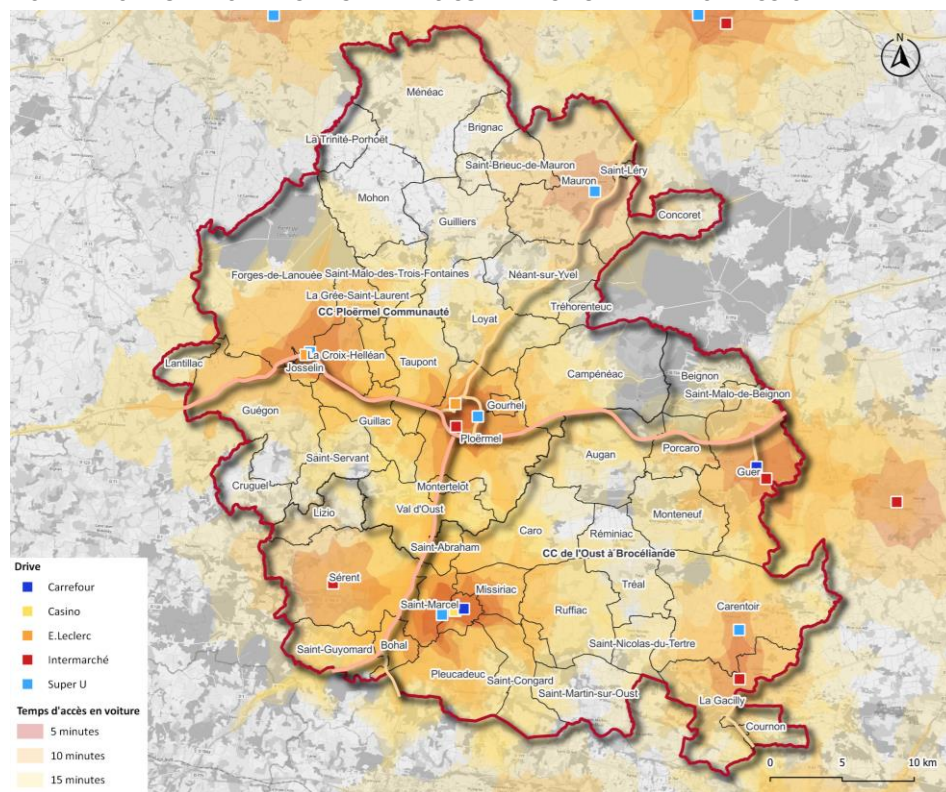 N
Ménéac
Brignac
La Trinité-Porhoët
Saint-Brieuc-de-Mauron
Saint-Léry
Mauron
Mohon
Concoret
Guilliers
Forges-de-Lanouée
Saint-Malo-des-Trois-Fontaines
Néant-sur-Yvel
La Grée-Saint-Laurent
Tréhorenteuc
CC Ploërmel Communauté
Loyat
La Croix-Helléan
Lantillac
Josselin
Taupont
Campénéac
Beignon
Saint-Malo-de-Beignon
Guégon
Gourhel
Guillac
Ploërmel
Porcaro
Saint-Servant
Augan
Guer
Cruguel
Montertelot
Lizio
Val d'Oust
Monteneuf
Caro
Réminiac
Saint-Abraham
CC de l'Oust à Brocéliande
Sérent
Missiriac
Tréal
Saint-Marcel
Ruffiac
Carentoir
Saint-Guyomard
Bohal
Saint-Nicolas-du-Tertre
Pleucadeuc
Saint-Congard
Saint-Martin-sur-Oust
La Gacilly
Cournon
Drive
Carrefour
Casino
E.Leclerc
Intermarché
Super U
Temps d'accès en voiture
5 minutes
10 minutes
15 minutes
0 5 10 km